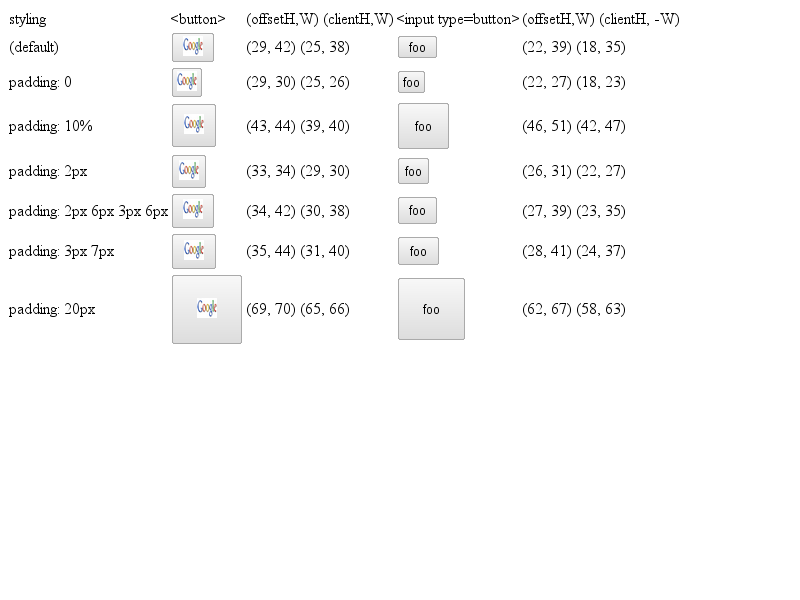 styling <button> (offsetH,W) (clientH,W) <input type=button> (offsetH,W) (clientH, -W)
(default) Google (29, 42) (25, 38) foo (22, 39) (18, 35)
padding: 0 Google (29, 30) (25, 26) foo (22, 27) (18, 23)
padding: 10% Google (43, 44) (39, 40) foo (46, 51) (42, 47)
padding: 2px Google (33, 34) (29, 30) foo (26, 31) (22, 27)
padding: 2px 6px 3px 6px Google (34, 42) (30, 38) foo (27, 39) (23, 35)
padding: 3px 7px Google (35, 44) (31, 40) foo (28, 41) (24, 37)
padding: 20px Google (69, 70) (65, 66) foo (62, 67) (58, 63)